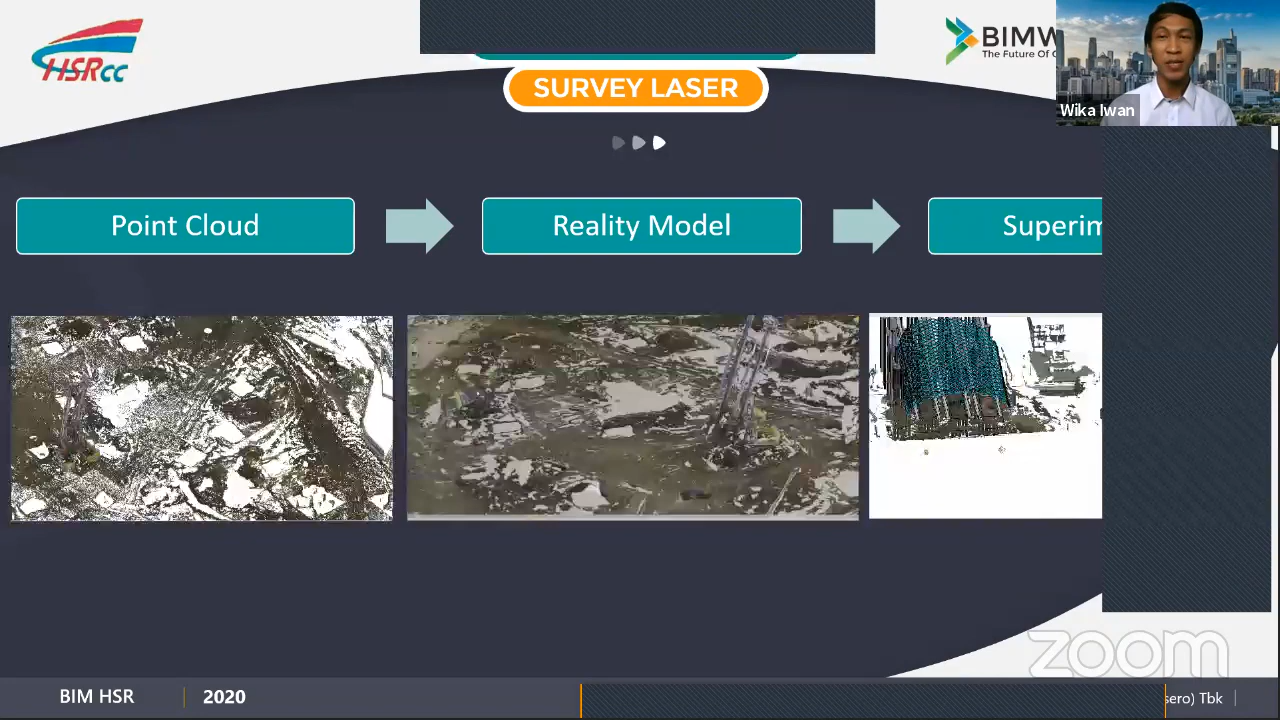 HSRCC
BIMW
The Future Of C
SURVEY LASER
Wika Iwan
Point Cloud
Reality Model
Superim
zoom
BIM HSR
2020
sero) Tbk